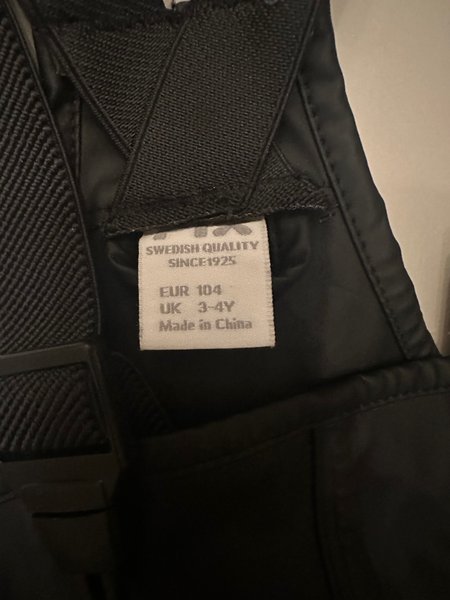 SWEDISH QUALITY
SINCE1925
EUR 104
UK 3-4Y
Made in China